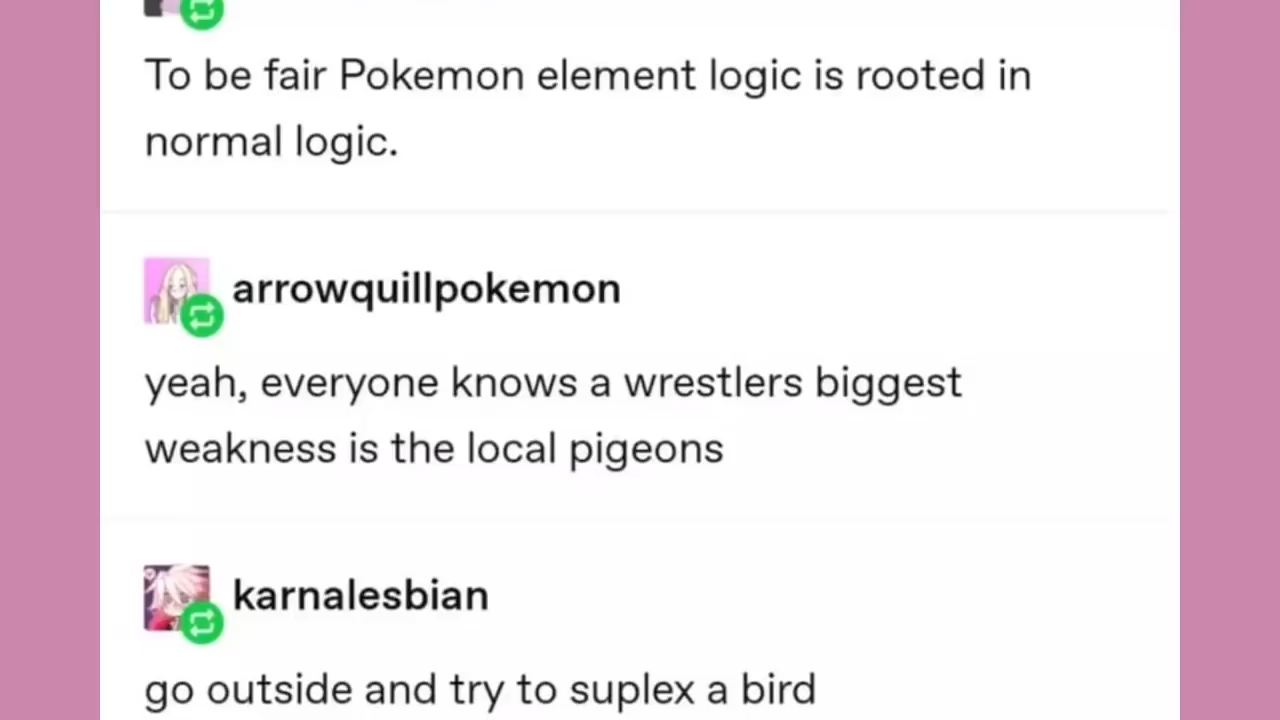 To be fair Pokemon element logic is rooted in
normal logic.
arrowquillpokemon
yeah, everyone knows a wrestlers biggest
weakness is the local pigeons
karnalesbian
go outside and try to suplex a bird